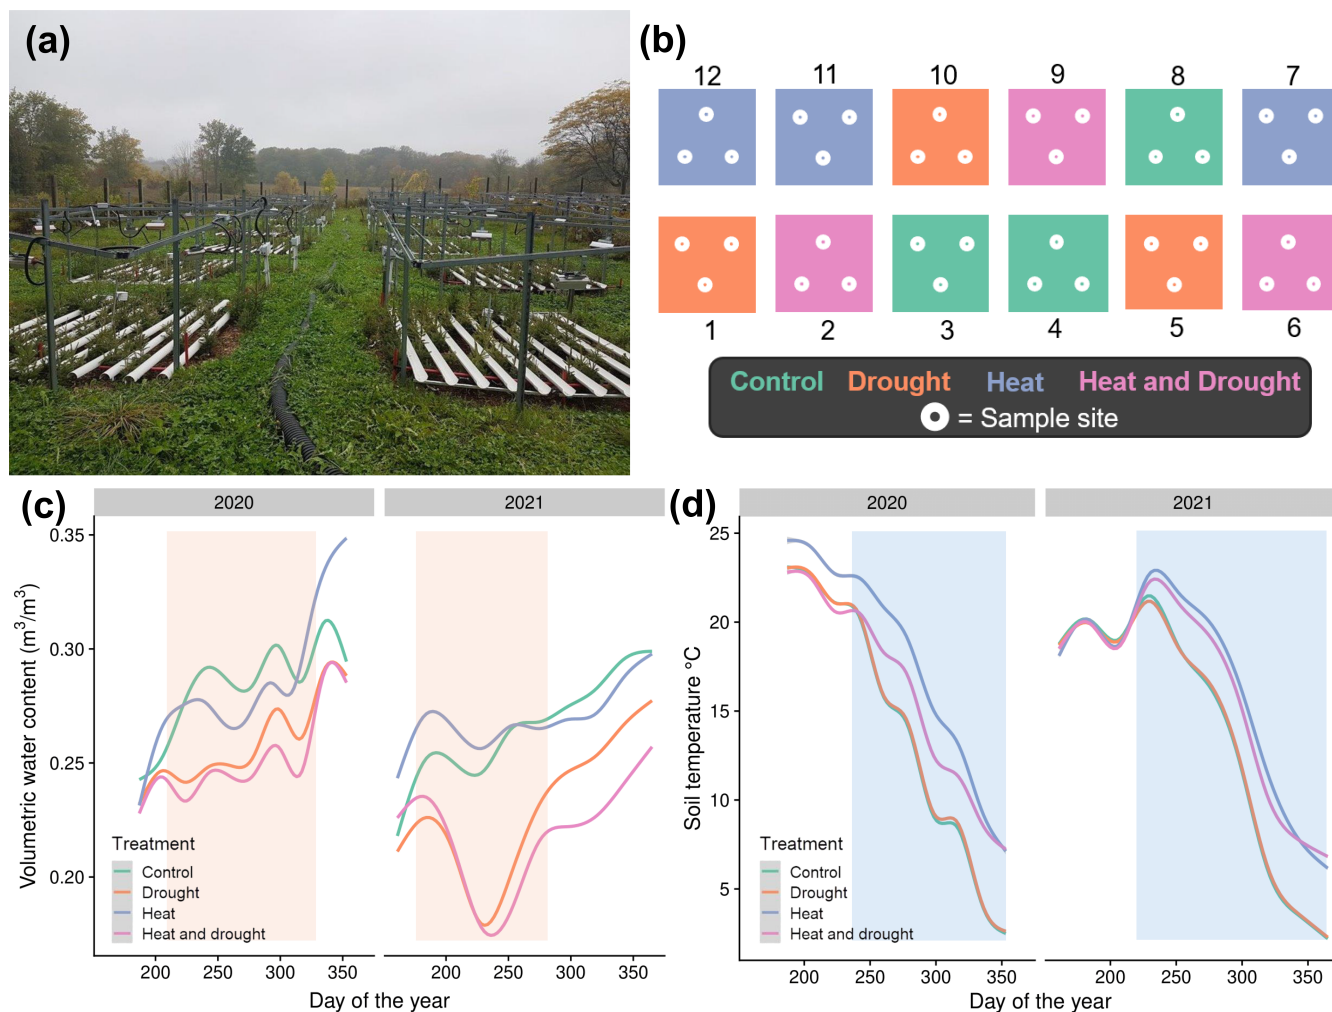 (a)
(b)
12 11 10 9 8 7
1 2 3 4 5 6
Control Drought Heat Heat and Drought
= Sample site
(c)
2020 2021
Volumetric water content (m³/m³)
0.35
0.30
0.25
0.20
Treatment
Control
Drought
Heat
Heat and drought
200 250 300 350 200 250 300 350
Day of the year
(d)
2020 2021
Soil temperature °C
25
20
15
10
5
Treatment
Control
Drought
Heat
Heat and drought
200 250 300 350 200 250 300 350
Day of the year